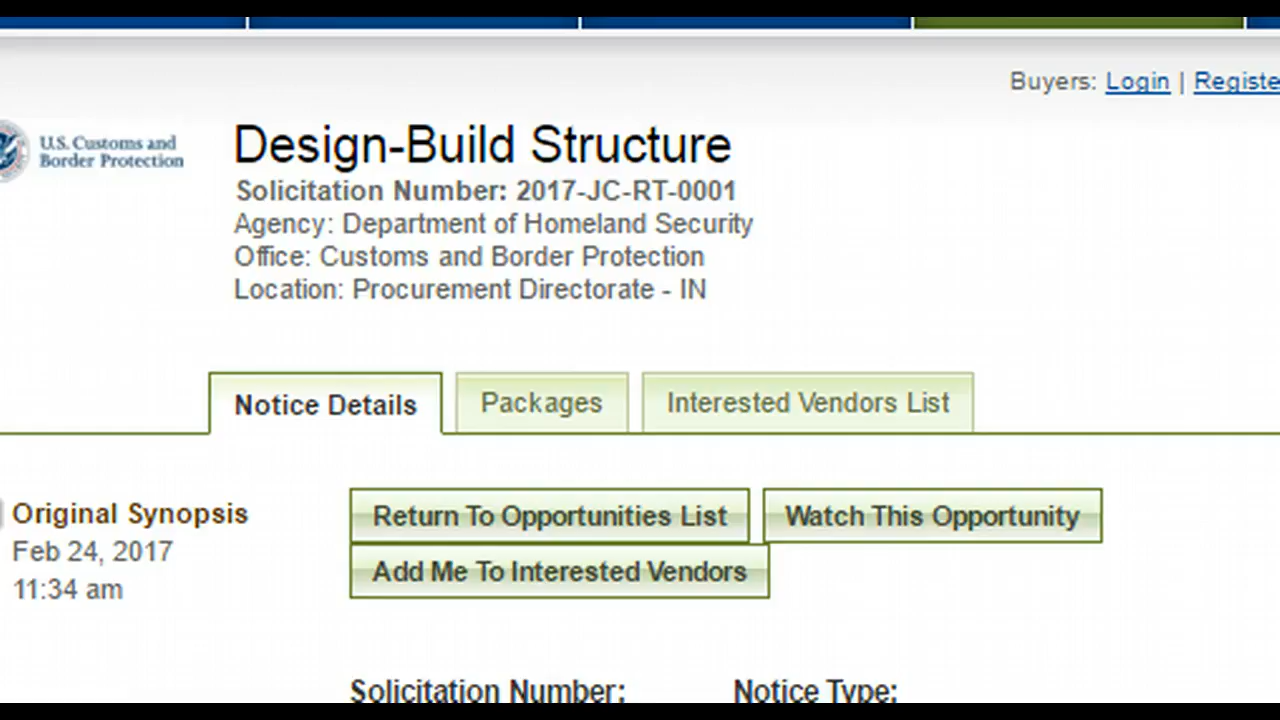 Buyers: Login | Registe
U.S. Customs and
Border Protection
Design-Build Structure
Solicitation Number: 2017-JC-RT-0001
Agency: Department of Homeland Security
Office: Customs and Border Protection
Location: Procurement Directorate - IN
Notice Details
Packages
Interested Vendors List
Original Synopsis
Feb 24, 2017
11:34 am
Return To Opportunities List
Watch This Opportunity
Add Me To Interested Vendors
Solicitation Number:
Notice Type: